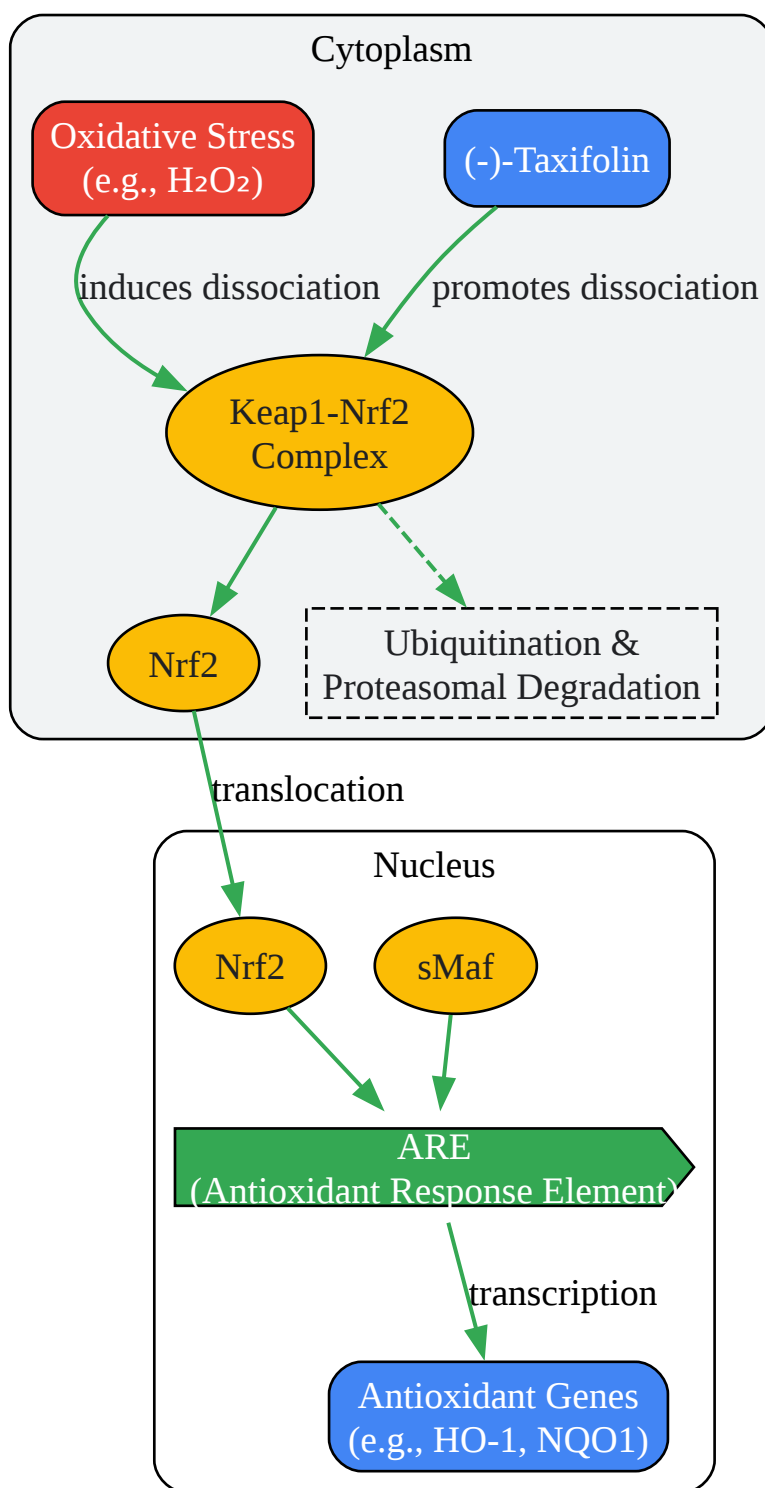 Cytoplasm
Oxidative Stress
(e.g., H₂O₂)
(-)-Taxifolin
induces dissociation
promotes dissociation
Keap1-Nrf2
Complex
Nrf2
Ubiquitination &
Proteasomal Degradation
translocation
Nucleus
Nrf2
sMaf
ARE
(Antioxidant Response Element)
transcription
Antioxidant Genes
(e.g., HO-1, NQO1)